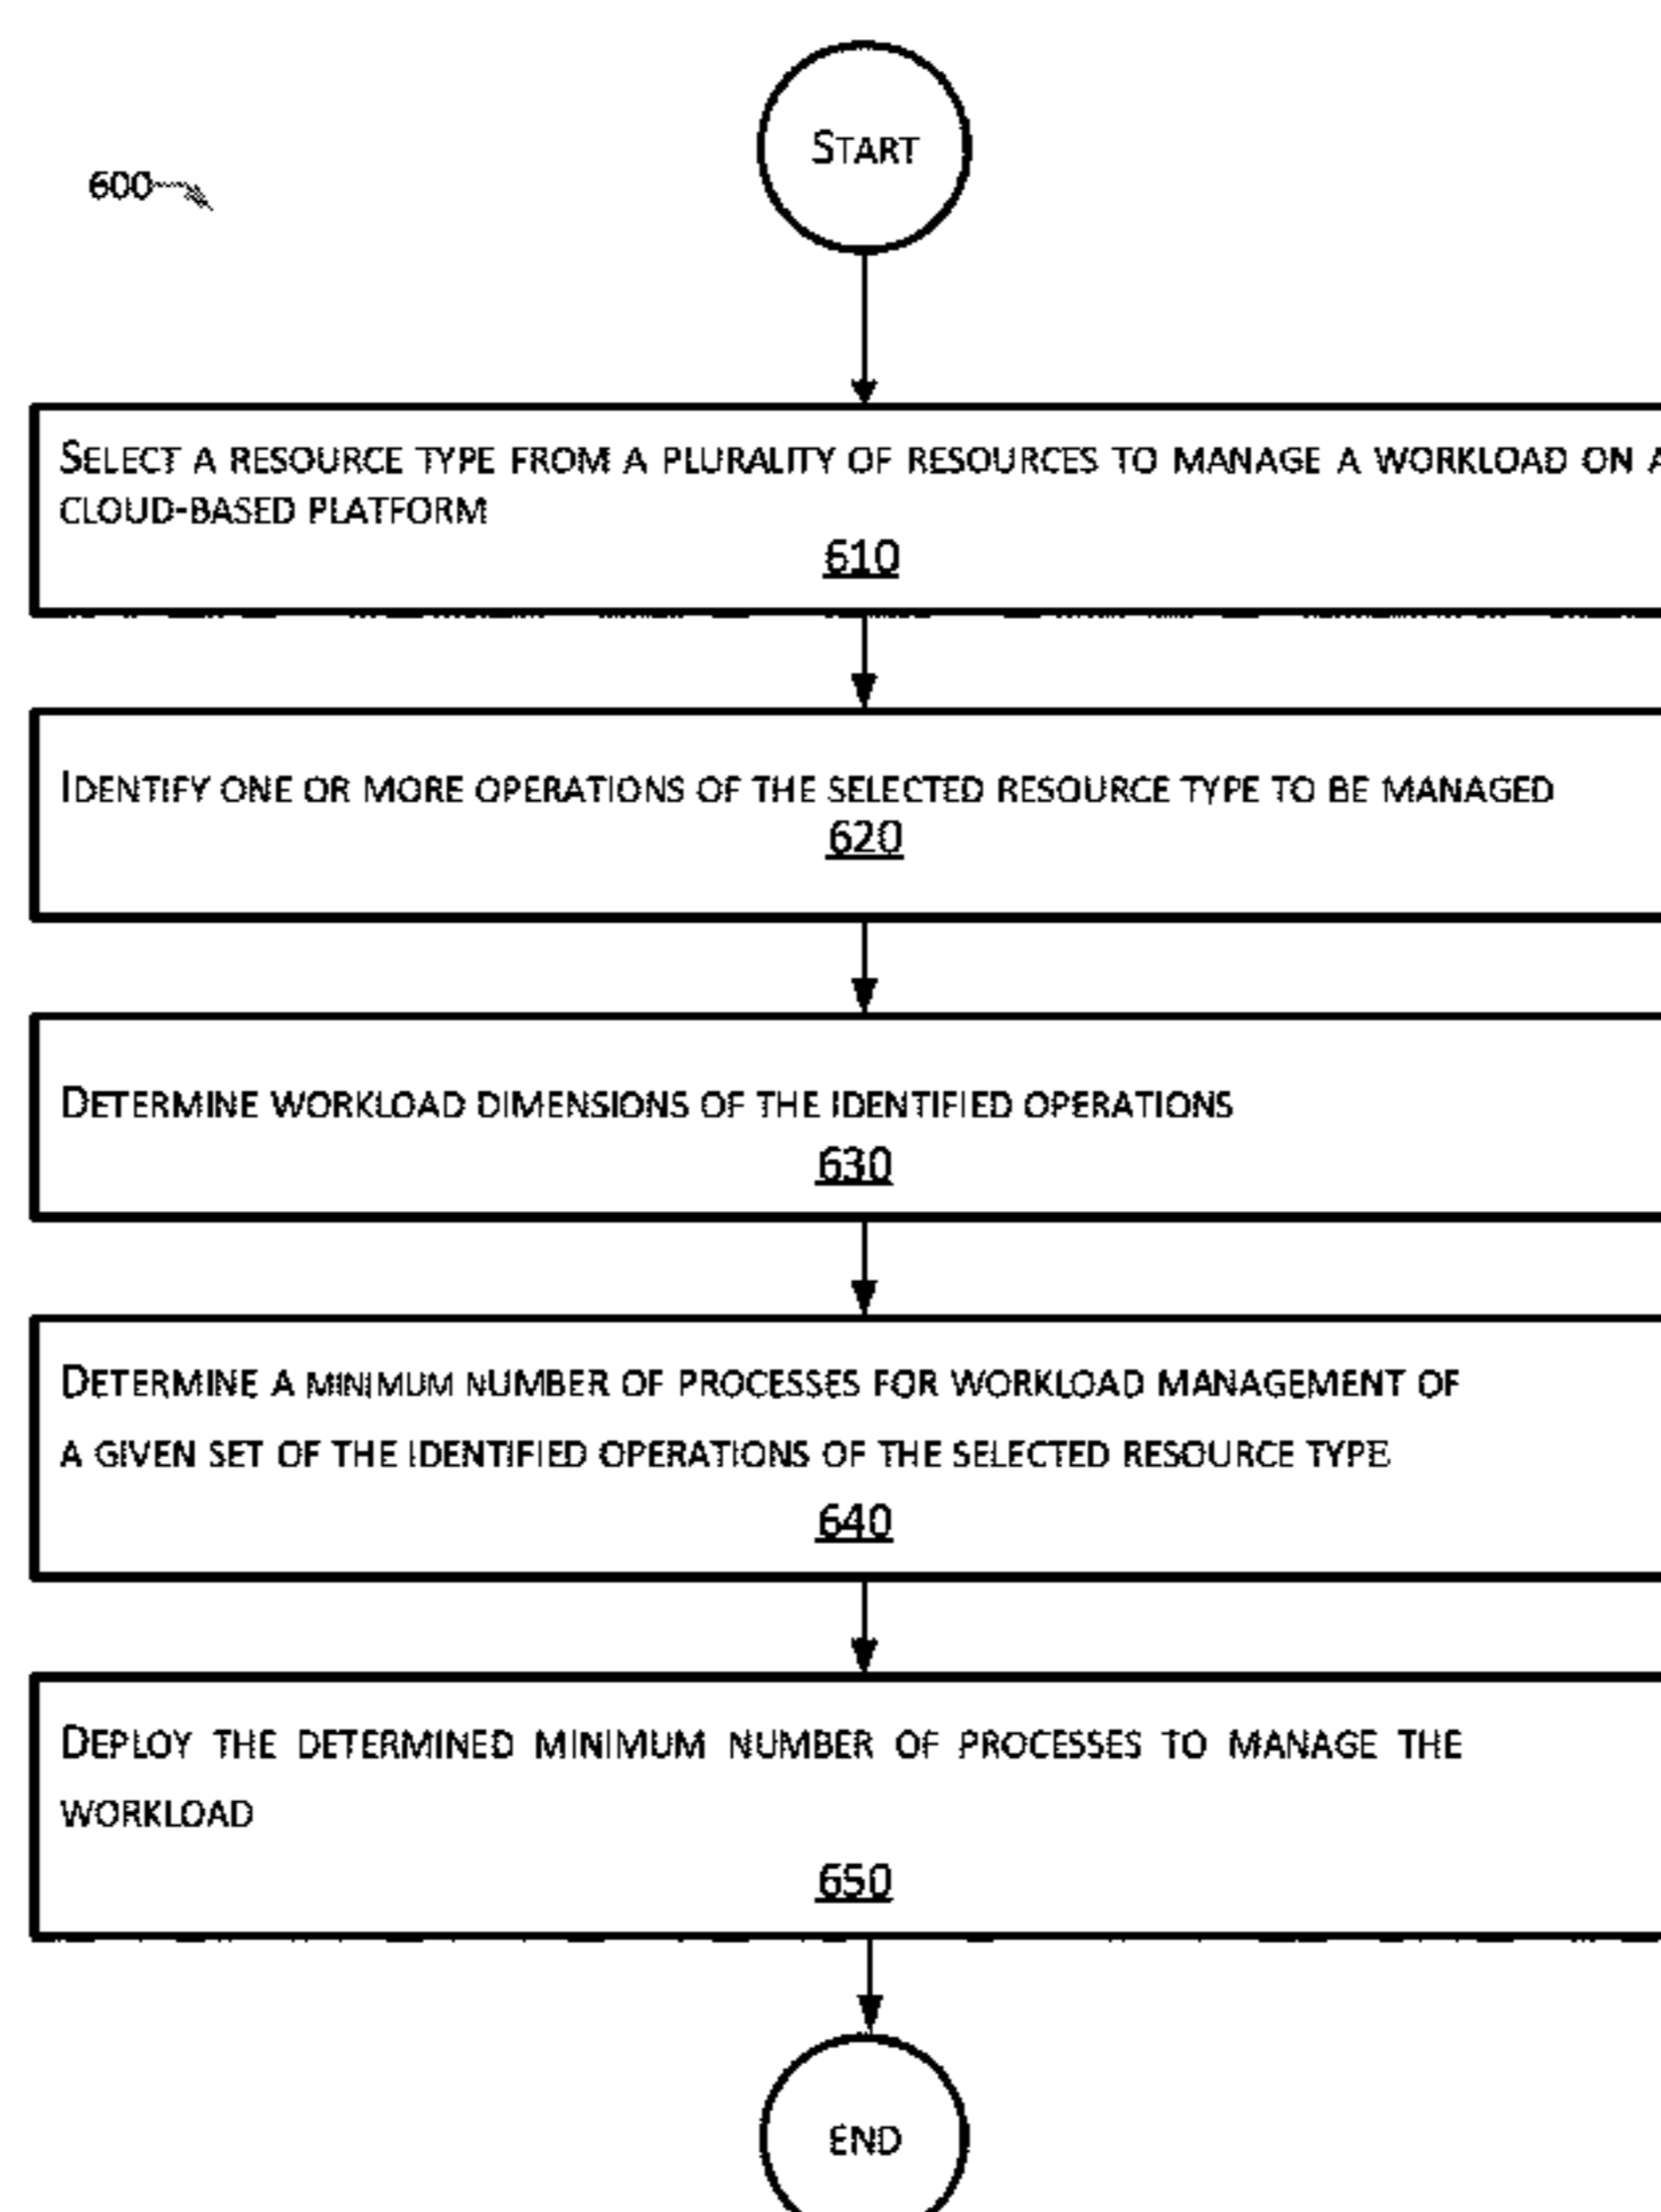 START
600
SELECT A RESOURCE TYPE FROM A PLURALITY OF RESOURCES TO MANAGE A WORKLOAD ON A
CLOUD-BASED PLATFORM
610
IDENTIFY ONE OR MORE OPERATIONS OF THE SELECTED RESOURCE TYPE TO BE MANAGED
620
DETERMINE WORKLOAD DIMENSIONS OF THE IDENTIFIED OPERATIONS
630
DETERMINE A MINIMUM NUMBER OF PROCESSES FOR WORKLOAD MANAGEMENT OF
A GIVEN SET OF THE IDENTIFIED OPERATIONS OF THE SELECTED RESOURCE TYPE
640
DEPLOY THE DETERMINED MINIMUM NUMBER OF PROCESSES TO MANAGE THE
WORKLOAD
650
END